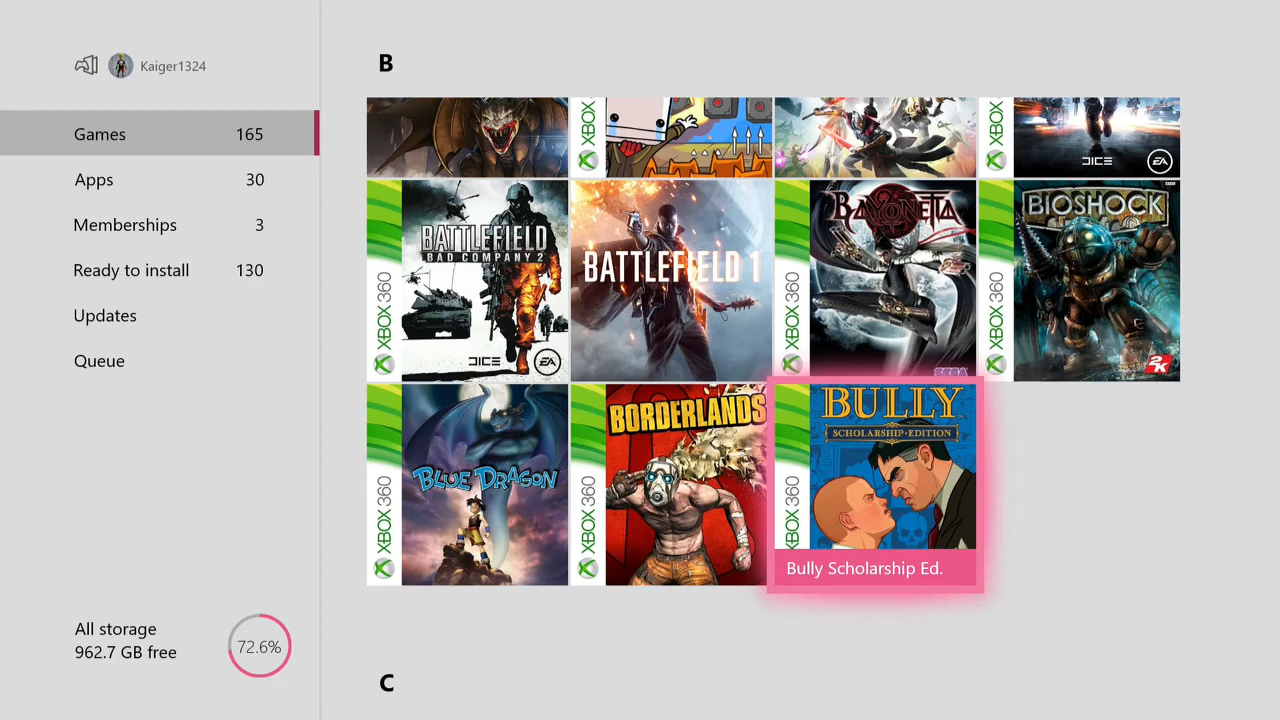 Kaiger1324
Games 165
Apps 30
Memberships 3
Ready to install 130
Updates
Queue
All storage
962.7 GB free
72.6%
B
XBOX
XBOX
DICE
EA
XBOX 360
BATTLEFIELD
BAD COMPANY 2
DICE
EA
BATTLEFIELD 1
XBOX 360
BAYONETTA
SEGA
XBOX 360
BIOSHOCK
2K
XBOX 360
BLUE DRAGON
XBOX 360
BORDERLANDS
XBOX 360
BULLY
SCHOLARSHIP·EDITION
Bully Scholarship Ed.
C